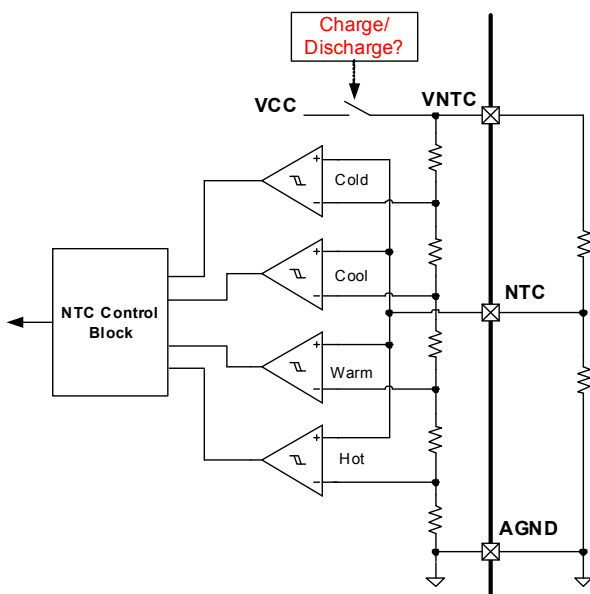 Charge/
Discharge?
VCC
VNTC
+
Cold
−
+
Cool
−
NTC Control
Block
NTC
+
Warm
−
+
Hot
−
AGND